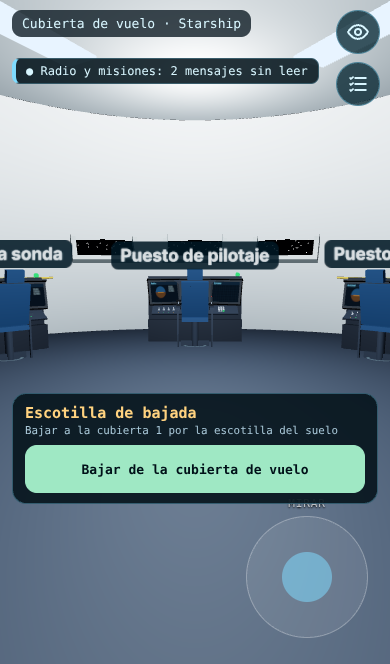 Cubierta de vuelo · Starship
● Radio y misiones: 2 mensajes sin leer
a sonda
Puesto de pilotaje
Puesto
Escotilla de bajada
Bajar a la cubierta 1 por la escotilla del suelo
Bajar de la cubierta de vuelo
MIRAR